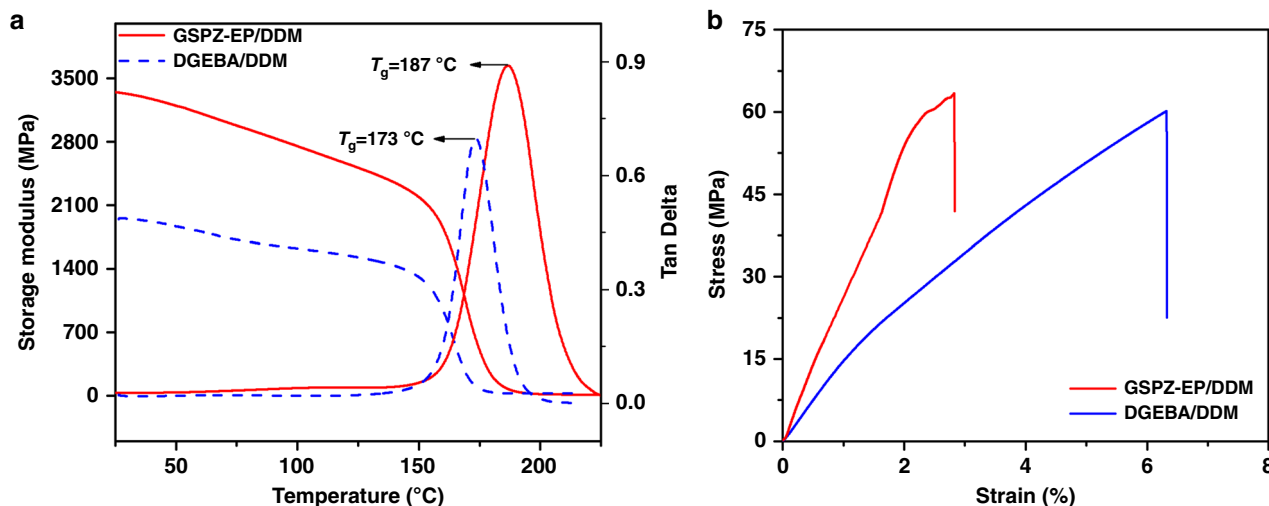 a
GSPZ-EP/DDM
DGEBA/DDM
Tg=187 °C
Tg=173 °C
3500
2800
2100
1400
700
0
Storage modulus (MPa)
0.9
0.6
0.3
0.0
Tan Delta
50
100
150
200
Temperature (°C)
b
75
60
45
30
15
0
Stress (MPa)
GSPZ-EP/DDM
DGEBA/DDM
0
2
4
6
8
Strain (%)